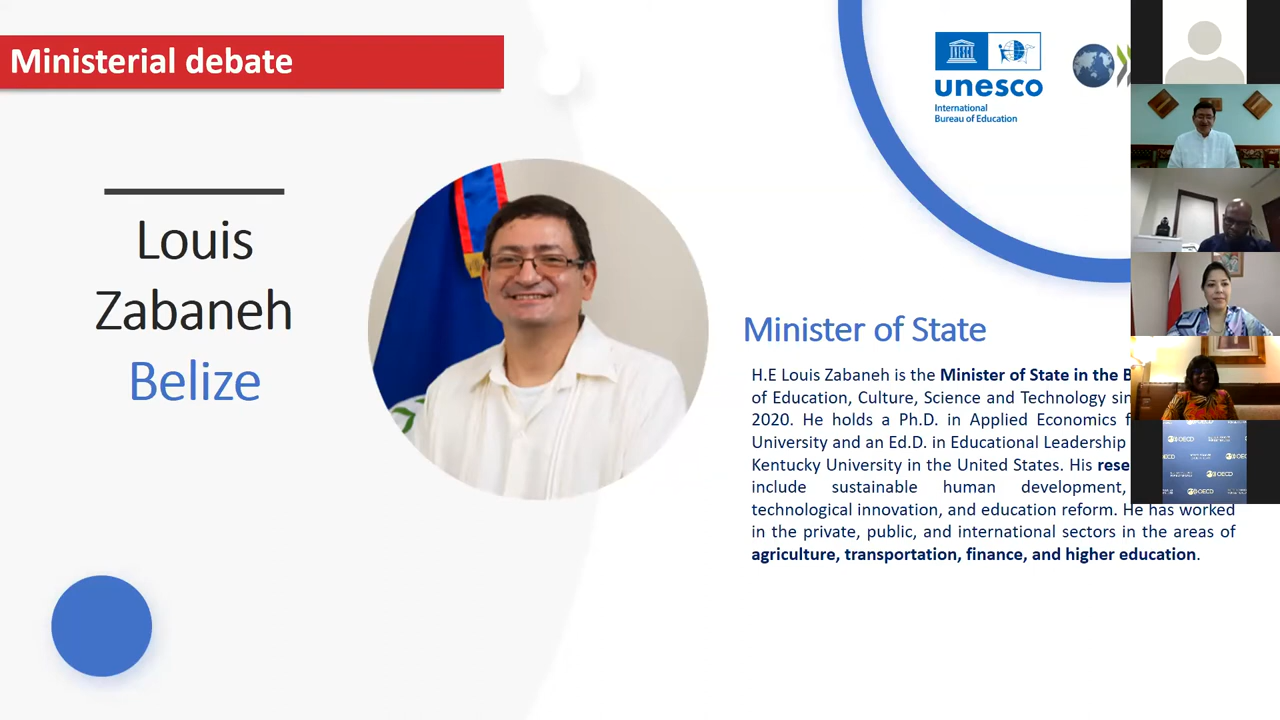 Ministerial debate
Louis
Zabaneh
Belize
unesco
International
Bureau of Education
Minister of State
H.E Louis Zabaneh is the Minister of State in the
of Education, Culture, Science and Technology
2020. He holds a Ph.D. in Applied Economics
University and an Ed.D. in Educational Leadership
Kentucky University in the United States. His
include sustainable human development,
technological innovation, and education reform. He has worked
in the private, public, and international sectors in the areas of
agriculture, transportation, finance, and higher education.
OECD
OECD
OECD
OECD